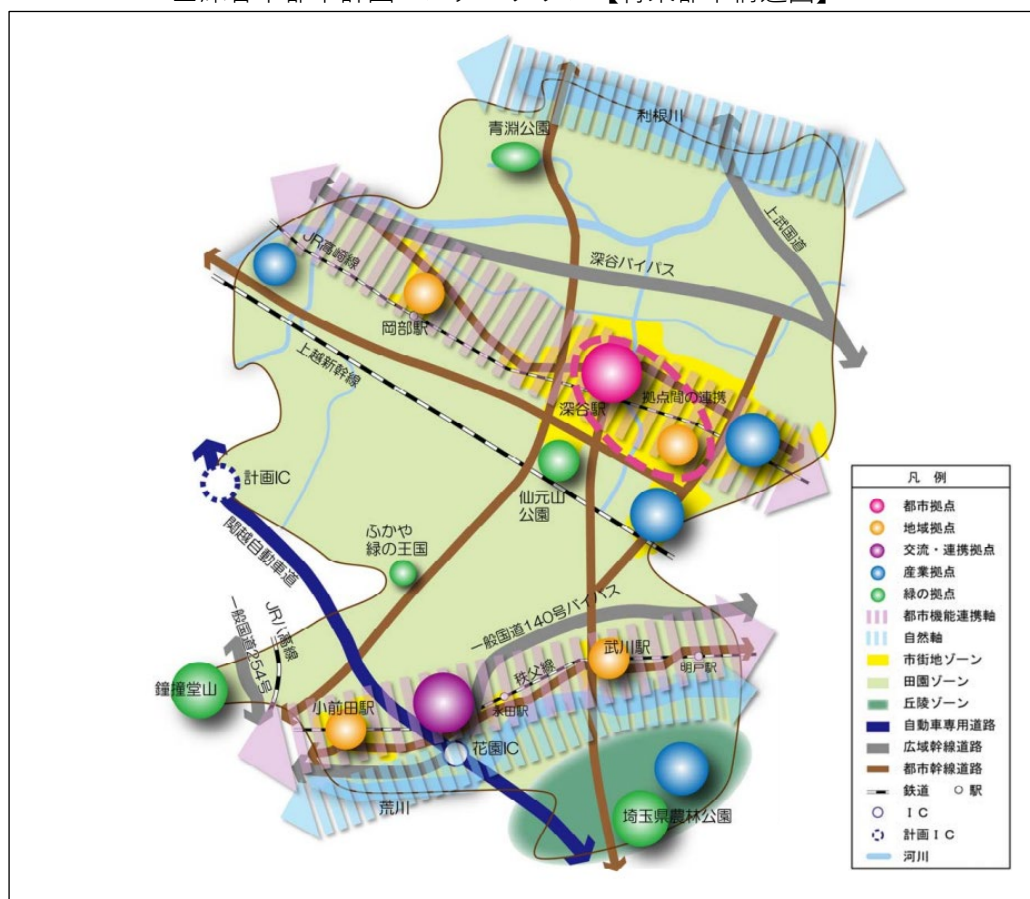 利根川
青淵公園
上武国道
JR高崎線
深谷バイパス
岡部駅
上越新幹線
深谷駅
拠点間の連携
計画IC
仙元山
公園
関越自動車道
ふかや
緑の王国
一般国道140号バイパス
JR八高線
一般国道254号
武川駅
秩父線
明戸駅
鐘撞堂山
小前田駅
永田駅
花園IC
荒川
埼玉県農林公園
凡 例
都市拠点
地域拠点
交流・連携拠点
産業拠点
緑の拠点
都市機能連携軸
自然軸
市街地ゾーン
田園ゾーン
丘陵ゾーン
自動車専用道路
広域幹線道路
都市幹線道路
鉄道 駅
IC
計画IC
河川